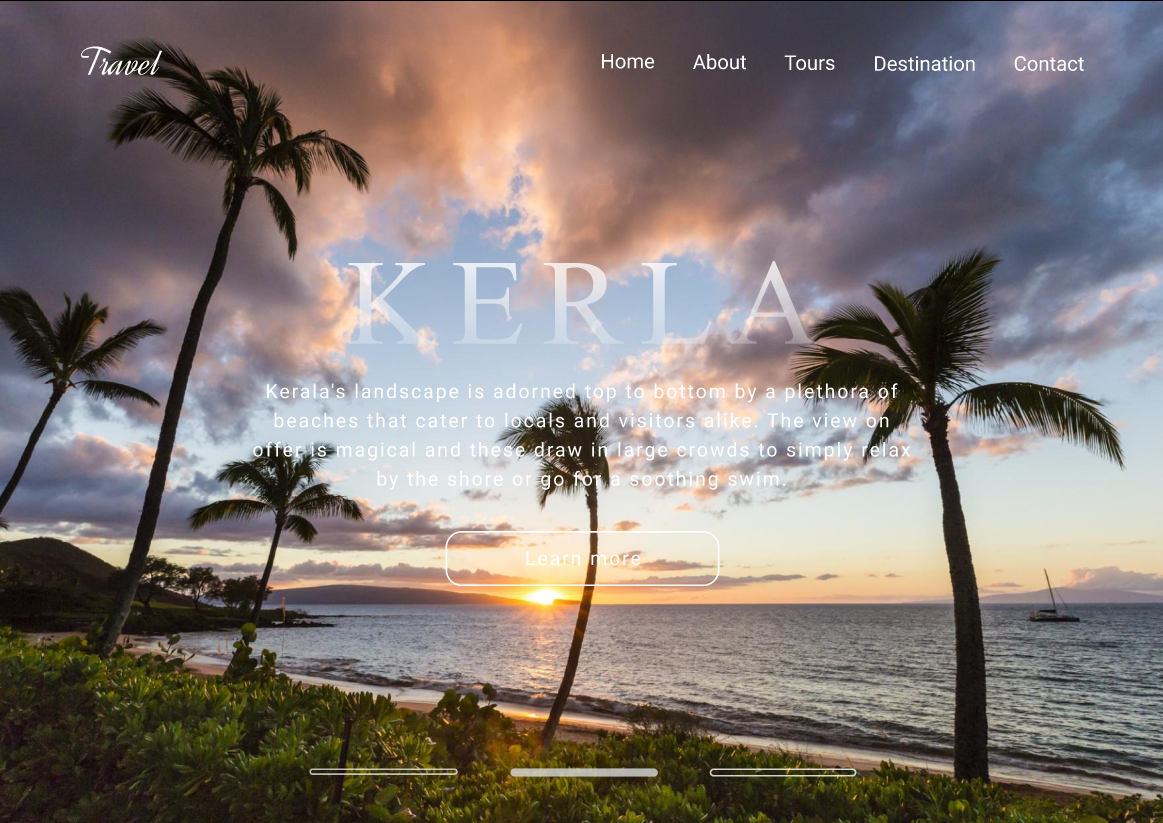 Travel
Home About Tours Destination Contact
KERLA
Kerala's landscape is adorned top to bottom by a plethora of
beaches that cater to locals and visitors alike. The view on
offer is magical and these draw in large crowds to simply relax
by the shore or go for a soothing swim.
Learn more